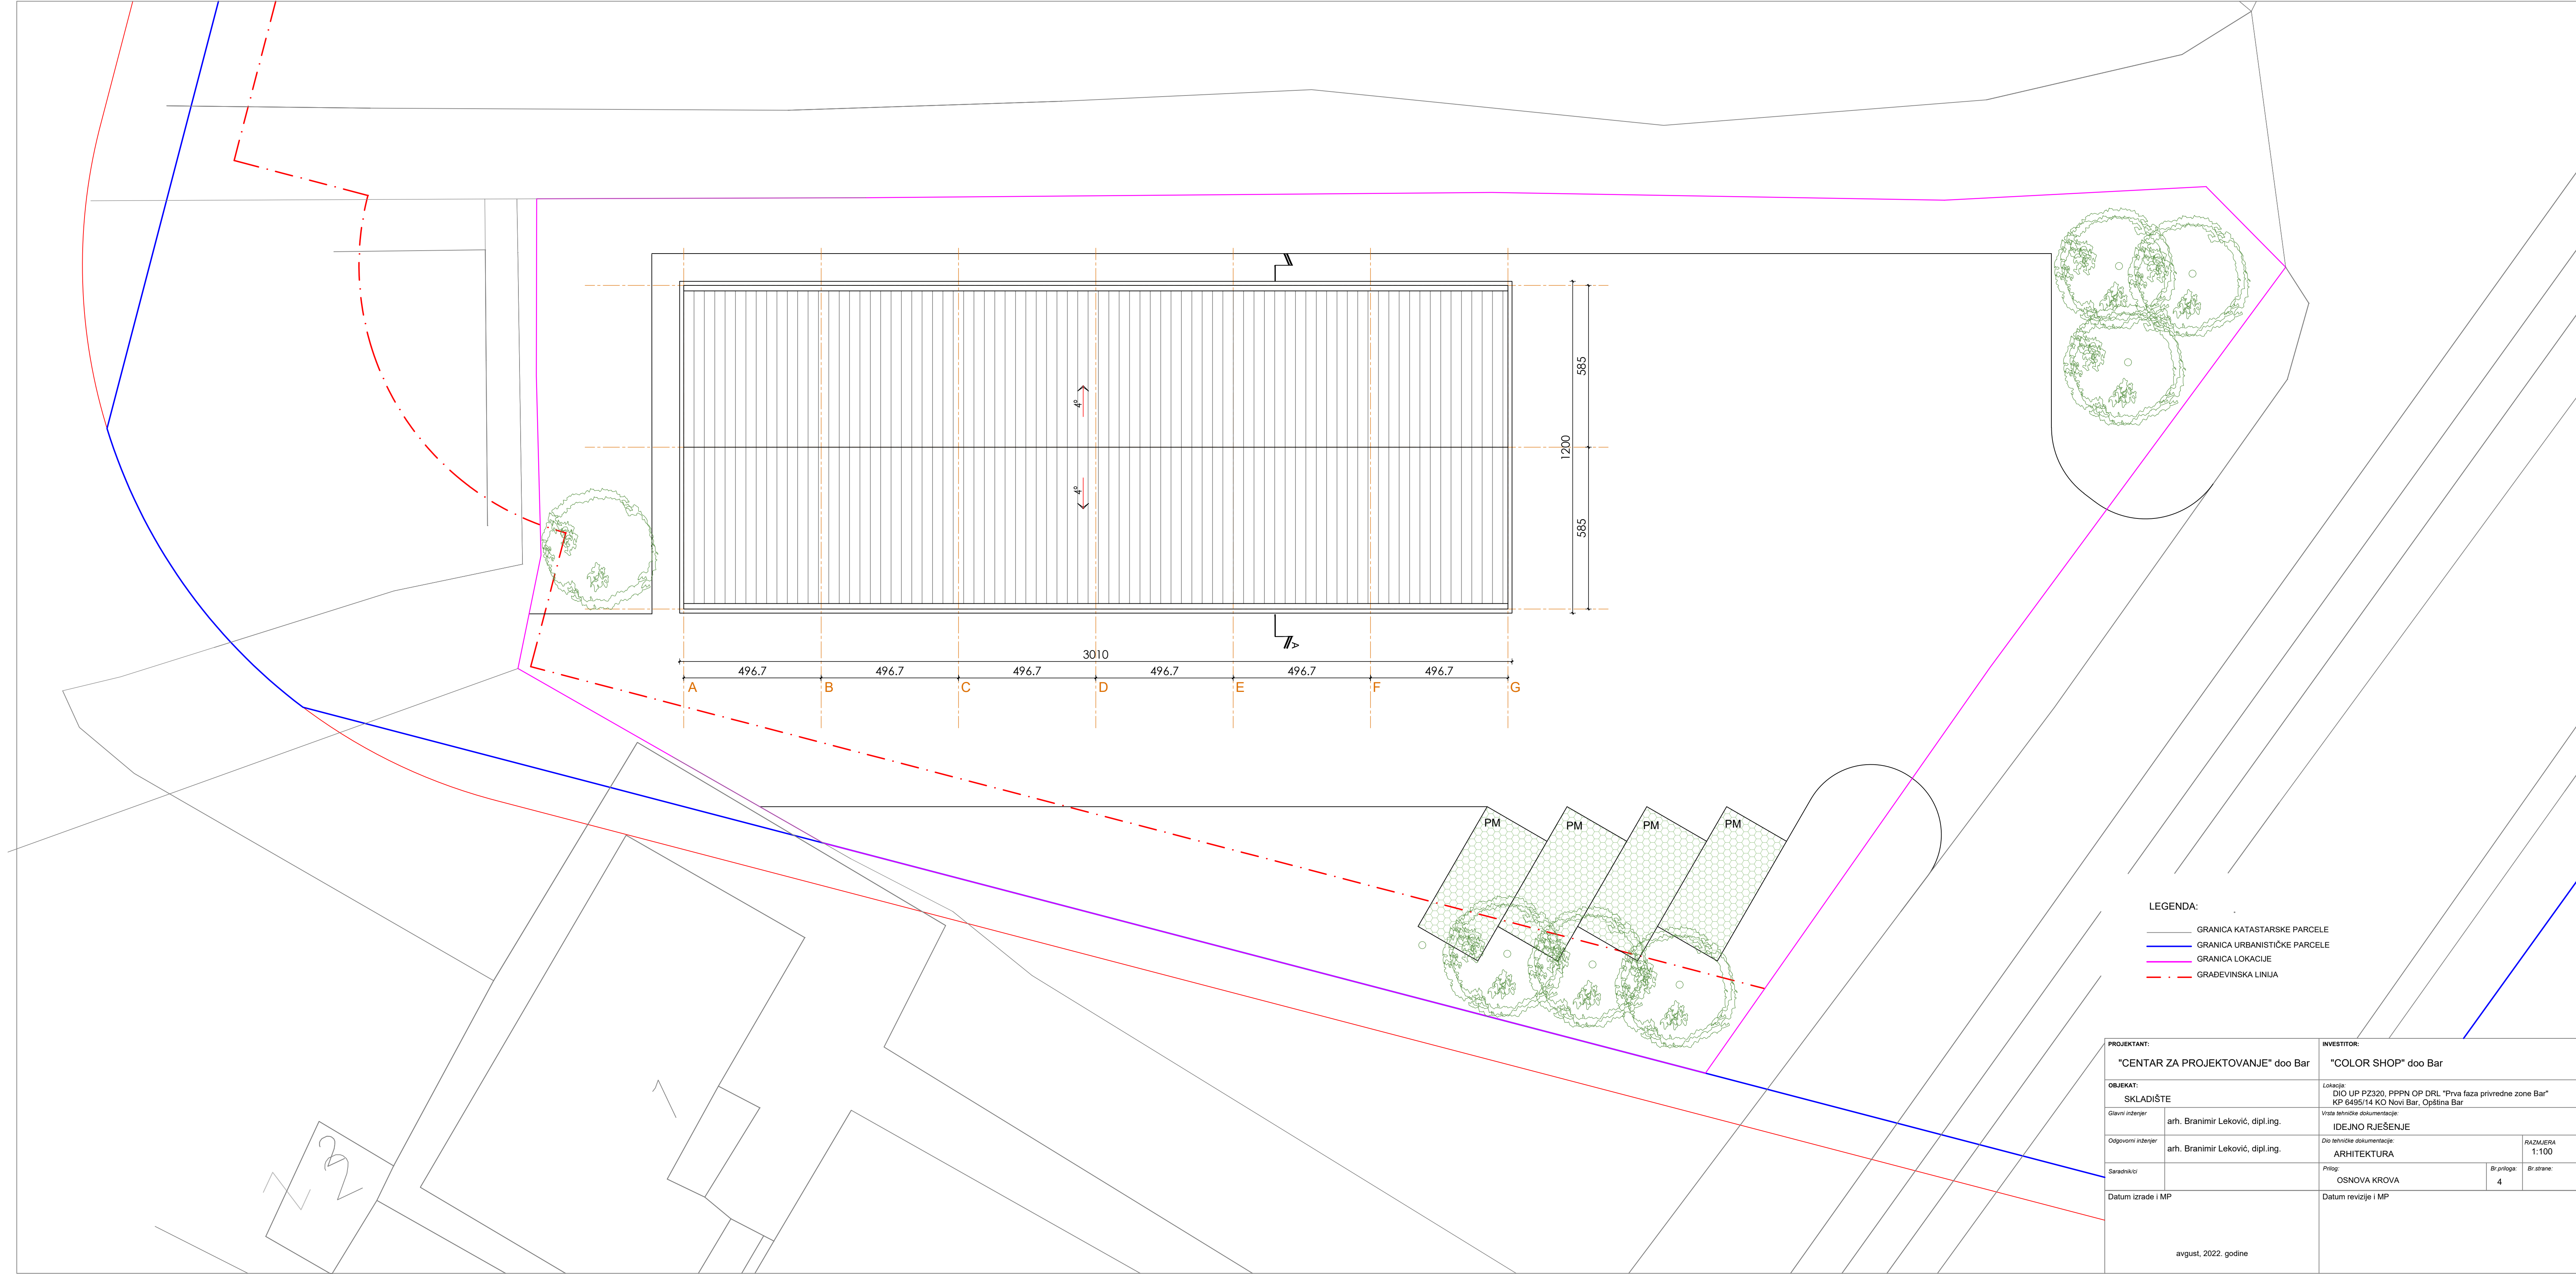 4°
4°
585
1200
585
A
3010
496.7
496.7
496.7
496.7
496.7
496.7
A
B
C
D
E
F
G
PM
PM
PM
PM
LEGENDA:
GRANICA KATASTARSKE PARCELE
GRANICA URBANISTIČKE PARCELE
GRANICA LOKACIJE
GRAĐEVINSKA LINIJA
PROJEKTANT:
"CENTAR ZA PROJEKTOVANJE" doo Bar
INVESTITOR:
"COLOR SHOP" doo Bar
OBJEKAT:
SKLADIŠTE
Lokacija:
DIO UP PZ320, PPPN OP DRL "Prva faza privredne zone Bar"
KP 6495/14 KO Novi Bar, Opština Bar
Glavni inženjer
arh. Branimir Leković, dipl.ing.
Vrsta tehničke dokumentacije:
IDEJNO RJEŠENJE
Odgovorni inženjer
arh. Branimir Leković, dipl.ing.
Dio tehničke dokumentacije:
ARHITEKTURA
RAZMJERA
1:100
Saradnik/ci
Prilog:
OSNOVA KROVA
Br.priloga:
4
Br.strane:
Datum izrade i MP
Datum revizije i MP
avgust, 2022. godine